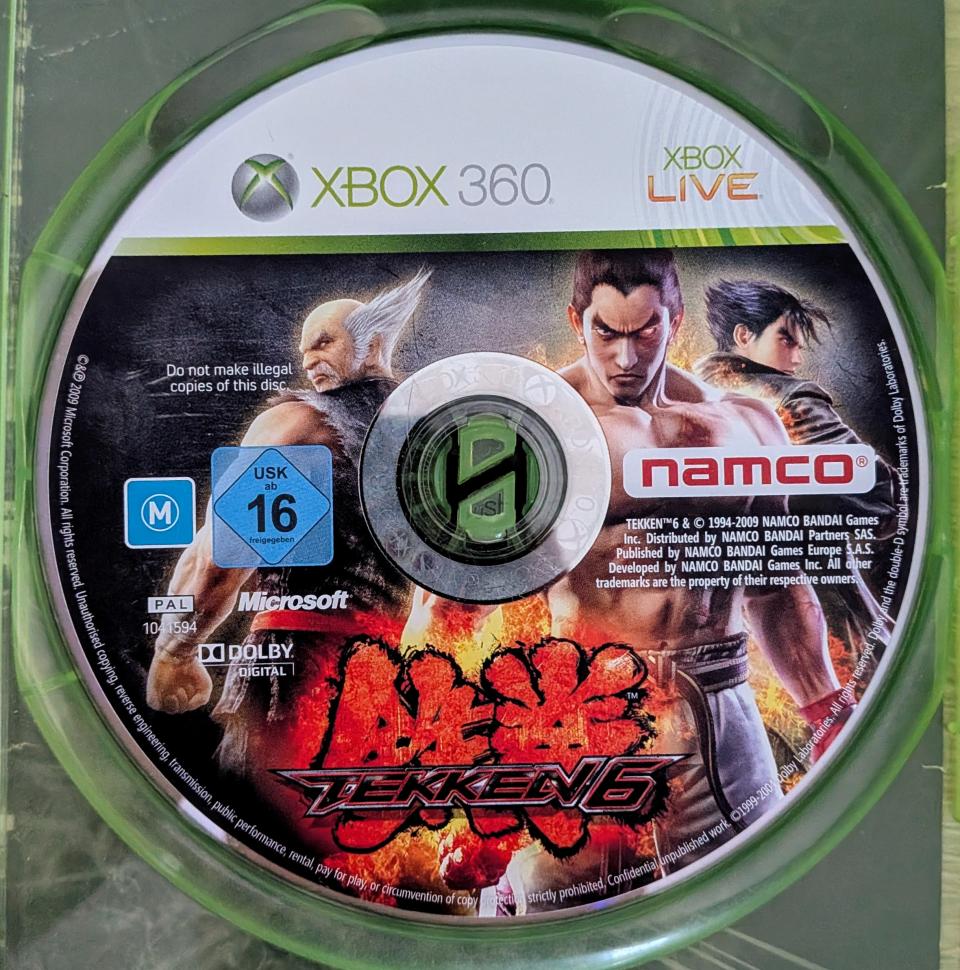 XBOX 360
XBOX
LIVE
Do not make illegal
copies of this disc.
USK
ab
16
freigegeben
M
namco®
TEKKEN™6 & © 1994-2009 NAMCO BANDAI Games
Inc. Distributed by NAMCO BANDAI Partners SAS.
Published by NAMCO BANDAI Games Europe S.A.S.
Developed by NAMCO BANDAI Games Inc. All other
trademarks are the property of their respective owners.
PAL
1041594
Microsoft
DOLBY
DIGITAL
鉄拳™
TEKKEN 6
©&℗ 2009 Microsoft Corporation. All rights reserved. Unauthorised copying, reverse engineering, transmission, public performance, rental, pay for play, or circumvention of copy protection strictly prohibited. Confidential unpublished work. ©1999-200 Dolby Laboratories. All rights reserved. Dolby and the double-D symbol are trademarks of Dolby Laboratories.